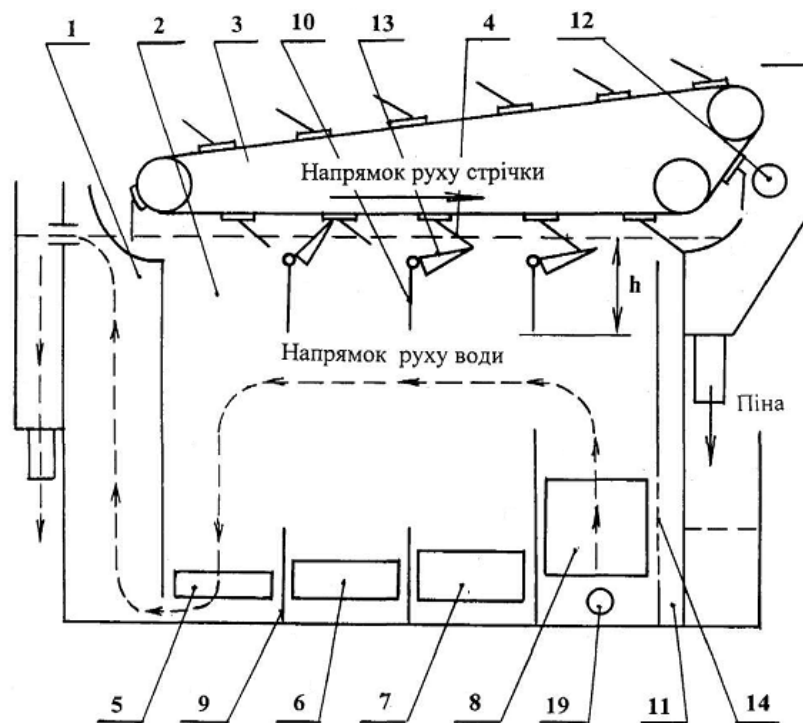 1 2 3 10 13 4 12
Напрямок руху стрічки
h
Напрямок руху води
Піна
5 9 6 7 8 19 11 14